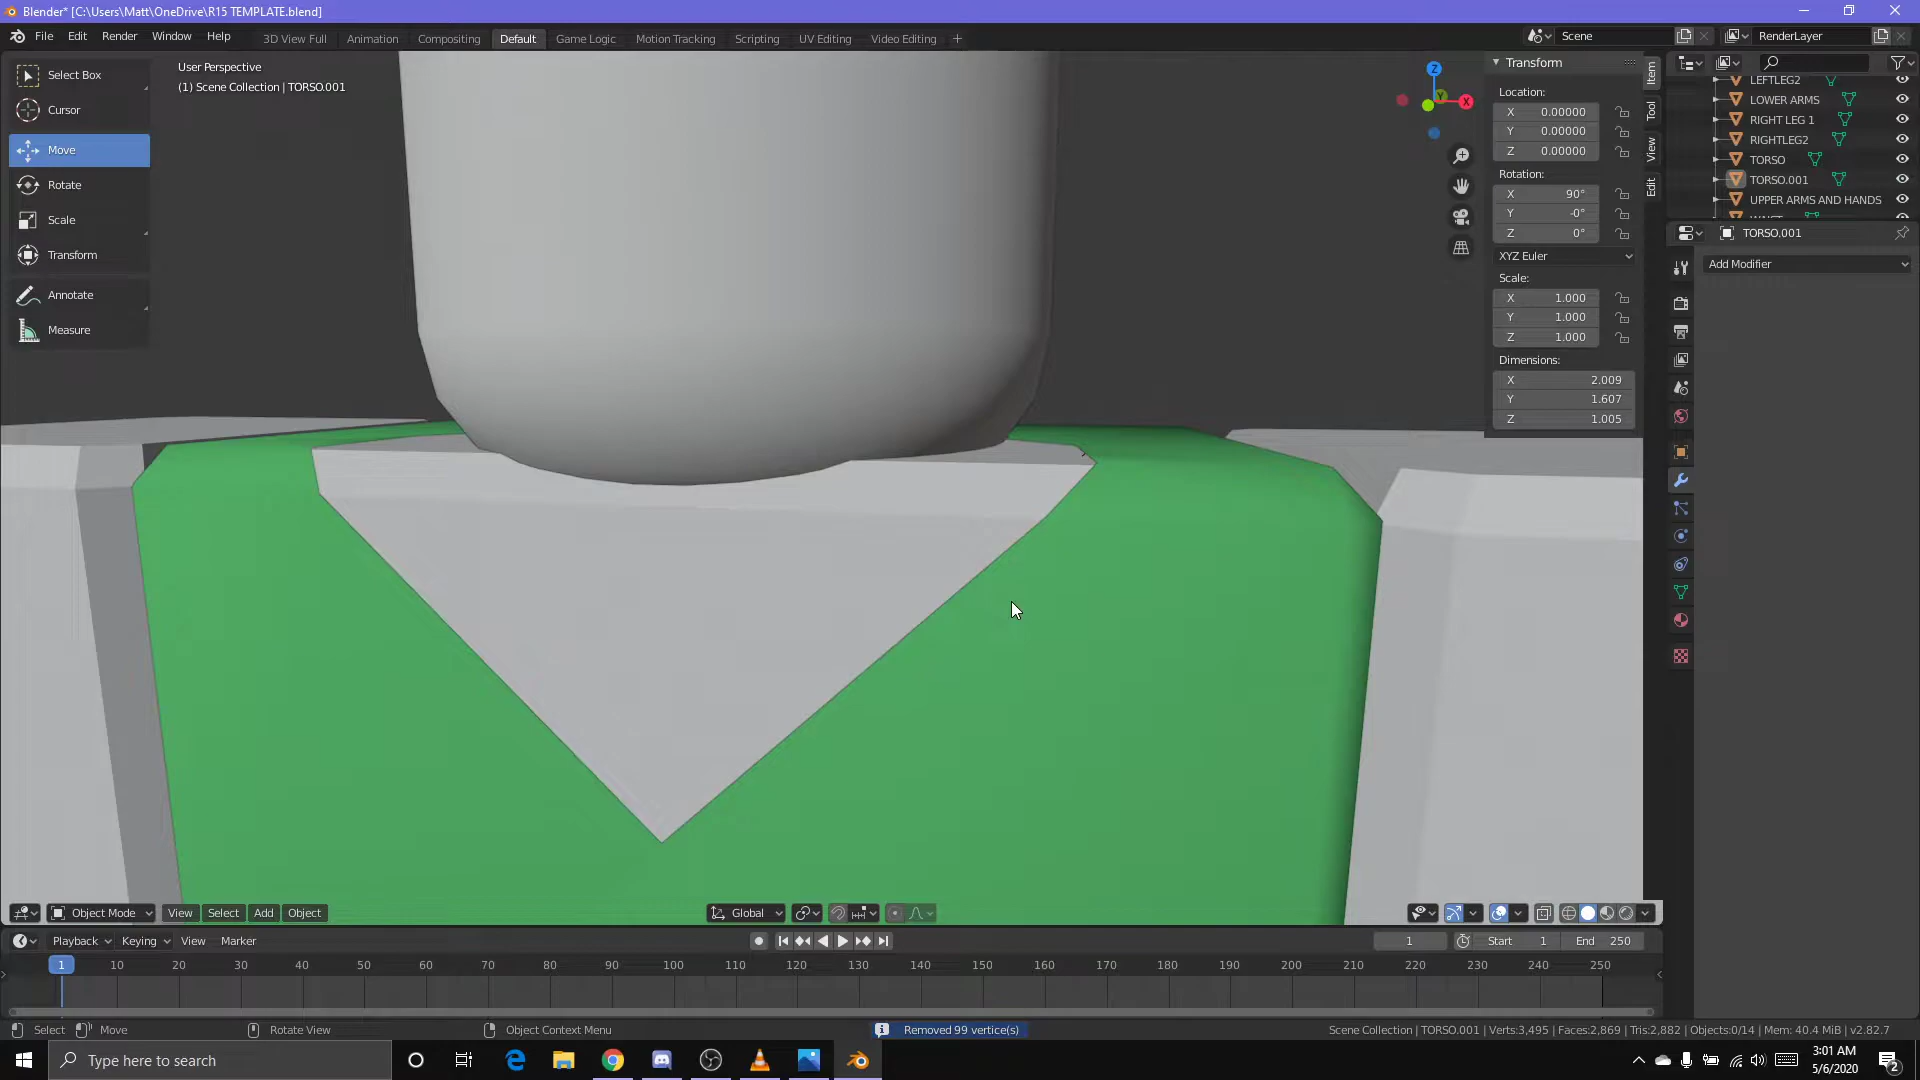 Blender* [C:\Users\Matt\OneDrive\R15 TEMPLATE.blend]
File Edit Render Window Help
3D View Full Animation Compositing Default Game Logic Motion Tracking Scripting UV Editing Video Editing
Scene RenderLayer
Select Box
Cursor
Move
Rotate
Scale
Transform
Annotate
Measure
User Perspective
(1) Scene Collection | TORSO.001
Z X Y
Transform
Location:
X 0.00000
Y 0.00000
Z 0.00000
Rotation:
X 90°
Y -0°
Z 0°
XYZ Euler
Scale:
X 1.000
Y 1.000
Z 1.000
Dimensions:
X 2.009
Y 1.607
Z 1.005
Item
Tool
View
Edit
LEFTLEG2
LOWER ARMS
RIGHT LEG 1
RIGHTLEG2
TORSO
TORSO.001
UPPER ARMS AND HANDS
TORSO.001
Add Modifier
Object Mode View Select Add Object Global
Playback Keying View Marker 1 Start 1 End 250
1 10 20 30 40 50 60 70 80 90 100 110 120 130 140 150 160 170 180 190 200 210 220 230 240 250
Select Move Rotate View Object Context Menu Removed 99 vertice(s) Scene Collection | TORSO.001 | Verts:3,495 | Faces:2,869 | Tris:2,882 | Objects:0/14 | Mem: 40.4 MiB | v2.82.7
Type here to search
3:01 AM
5/6/2020
2